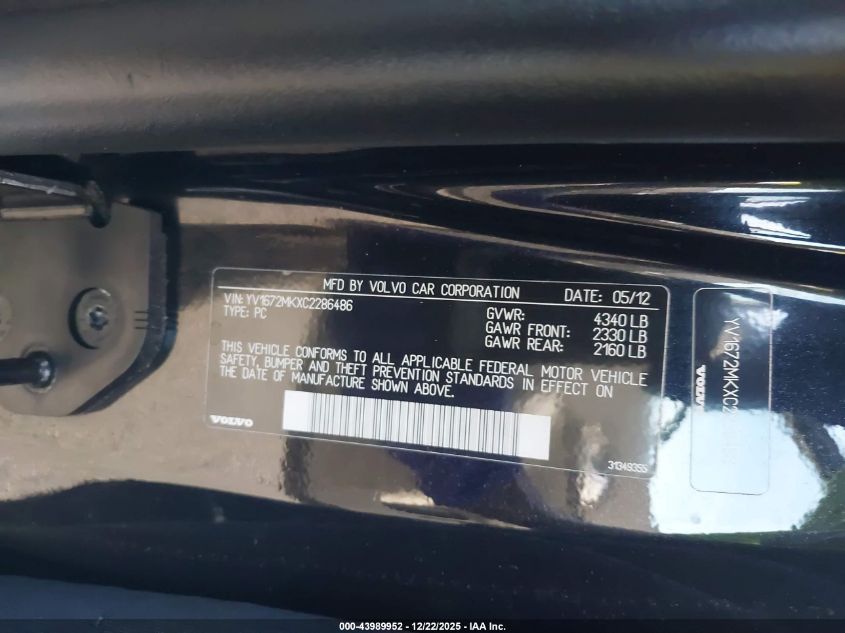 MFD BY VOLVO CAR CORPORATION DATE: 05/12
VIN: YV1672MKXC2286486
TYPE: PC
GVWR: 4340 LB
GAWR FRONT: 2330 LB
GAWR REAR: 2160 LB
THIS VEHICLE CONFORMS TO ALL APPLICABLE FEDERAL MOTOR VEHICLE
SAFETY, BUMPER AND THEFT PREVENTION STANDARDS IN EFFECT ON
THE DATE OF MANUFACTURE SHOWN ABOVE.
VOLVO
31349355
VOLVO
000-43989952 - 12/22/2025 - IAA Inc.